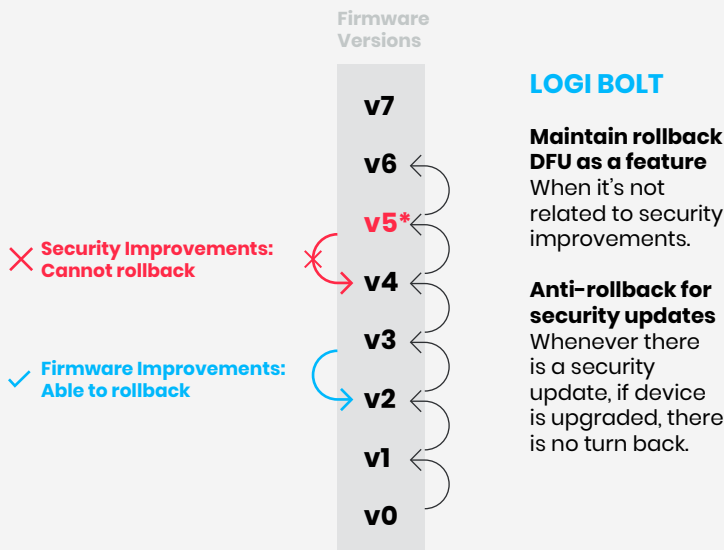 Firmware
Versions
v7
v6
v5*
v4
v3
v2
v1
v0
Security Improvements:
Cannot rollback
Firmware Improvements:
Able to rollback
LOGI BOLT
Maintain rollback
DFU as a feature
When it's not
related to security
improvements.
Anti-rollback for
security updates
Whenever there
is a security
update, if device
is upgraded, there
is no turn back.